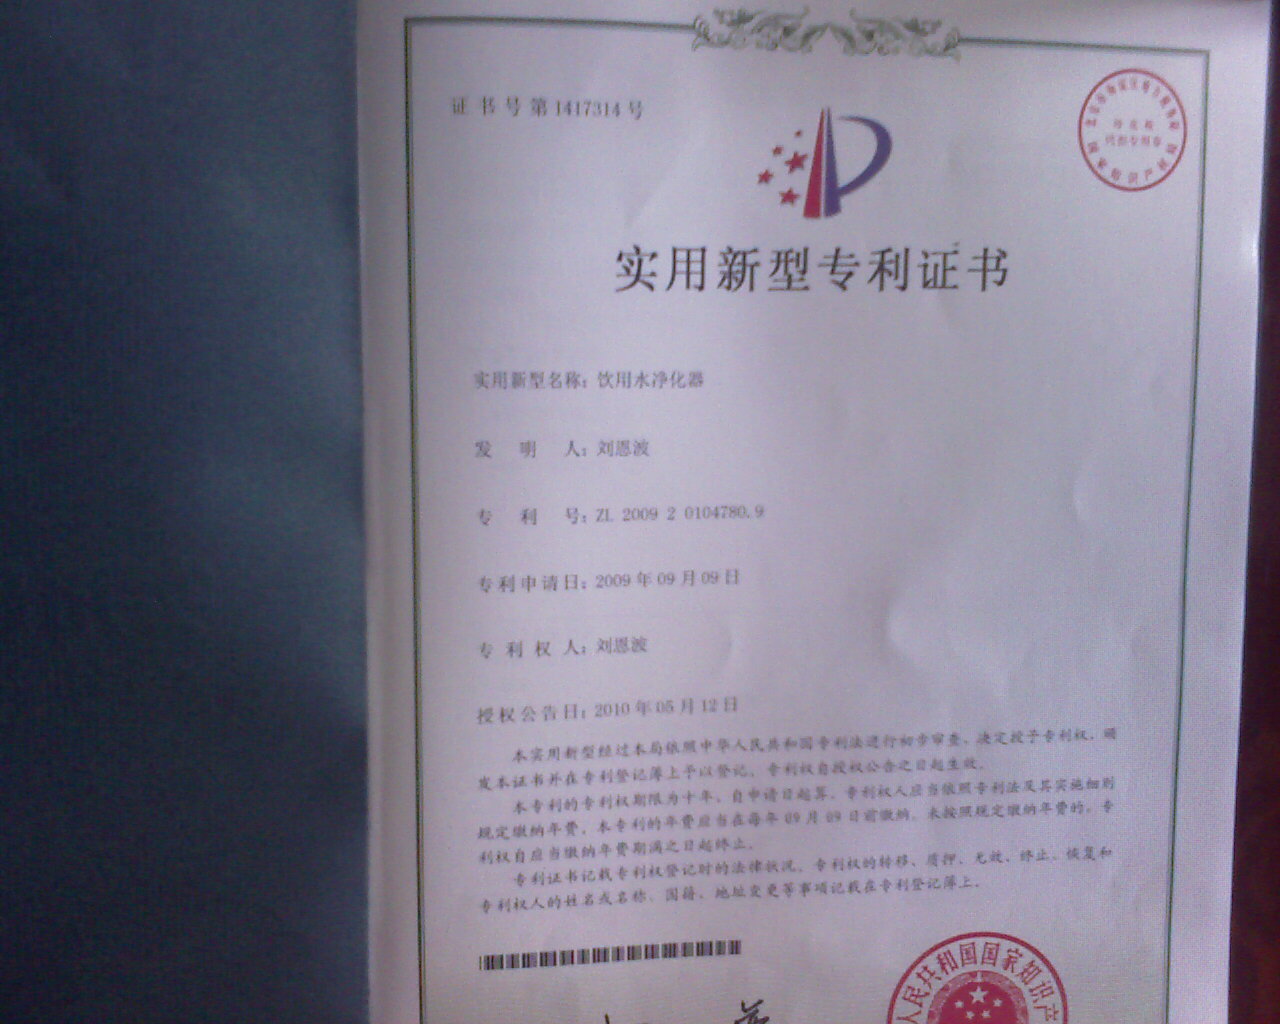 证书号第1417314号
实用新型专利证书
实用新型名称：饮用水净化器
发 明 人：刘恩波
专 利 号：ZL 2009 2 0104780.9
专利申请日：2009年09月09日
专 利 权 人：刘恩波
授权公告日：2010年05月12日
本实用新型经过本局依照中华人民共和国专利法进行初步审查，决定授予专利权，颁
发本证书并在专利登记簿上予以登记。专利权自授权公告之日起生效。
本专利的专利权期限为十年，自申请日起算。专利权人应当依照专利法及其实施细则
规定缴纳年费。本专利的年费应当在每年09月09日前缴纳。未按照规定缴纳年费的，专
利权自应当缴纳年费期满之日起终止。
专利证书记载专利权登记时的法律状况。专利权的转移、质押、无效、终止、恢复和
专利权人的姓名或名称、国籍、地址变更等事项记载在专利登记簿上。
人民共和国国家知识产